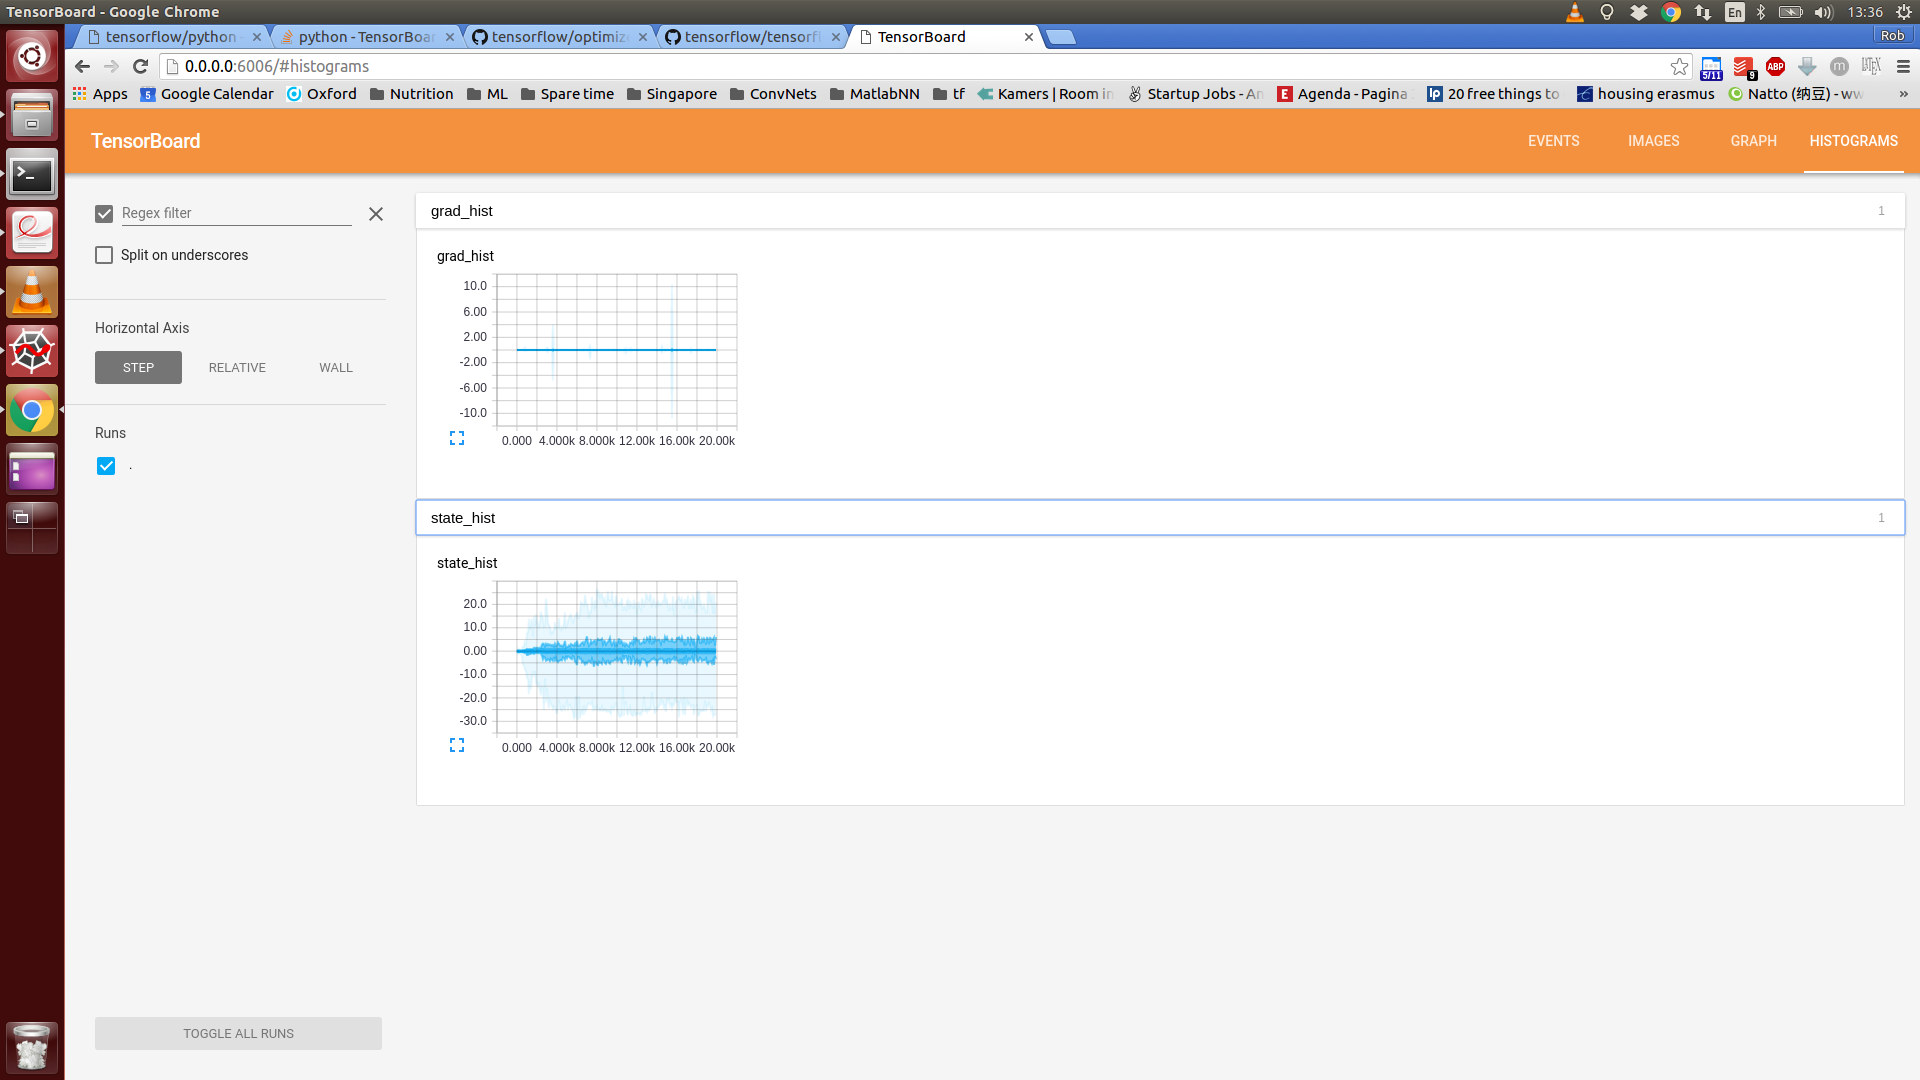 TensorBoard - Google Chrome
En
13:36
tensorflow/python
python - TensorBoar
tensorflow/optimiz
tensorflow/tensorfl
TensorBoard
Rob
0.0.0.0:6006/#histograms
5/11
9
ABP
m
Apps
5
Google Calendar
Oxford
Nutrition
ML
Spare time
Singapore
ConvNets
MatlabNN
tf
Kamers | Room in
Startup Jobs - An
E
Agenda - Pagina
lp
20 free things to
housing erasmus
Natto (纳豆) - ww
»
TensorBoard
EVENTS
IMAGES
GRAPH
HISTOGRAMS
Regex filter
Split on underscores
Horizontal Axis
STEP
RELATIVE
WALL
Runs
.
TOGGLE ALL RUNS
grad_hist
1
grad_hist
10.0
6.00
2.00
-2.00
-6.00
-10.0
0.000 4.000k 8.000k 12.00k 16.00k 20.00k
state_hist
1
state_hist
20.0
10.0
0.00
-10.0
-20.0
-30.0
0.000 4.000k 8.000k 12.00k 16.00k 20.00k